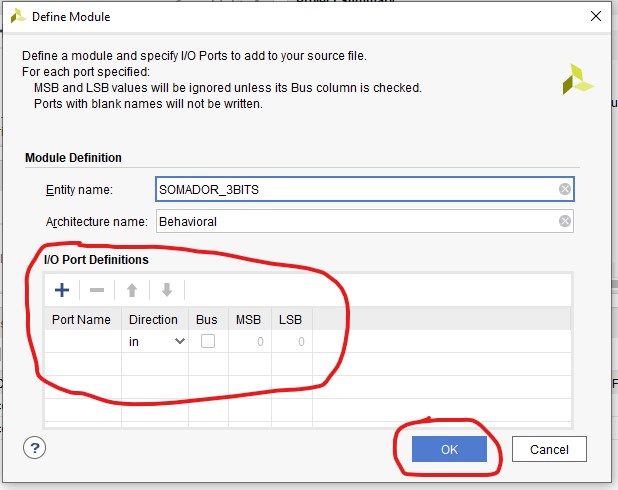 Define Module
Define a module and specify I/O Ports to add to your source file.
For each port specified:
MSB and LSB values will be ignored unless its Bus column is checked.
Ports with blank names will not be written.
Module Definition
Entity name: SOMADOR_3BITS
Architecture name: Behavioral
I/O Port Definitions
Port Name Direction Bus MSB LSB
in 0 0
? OK Cancel